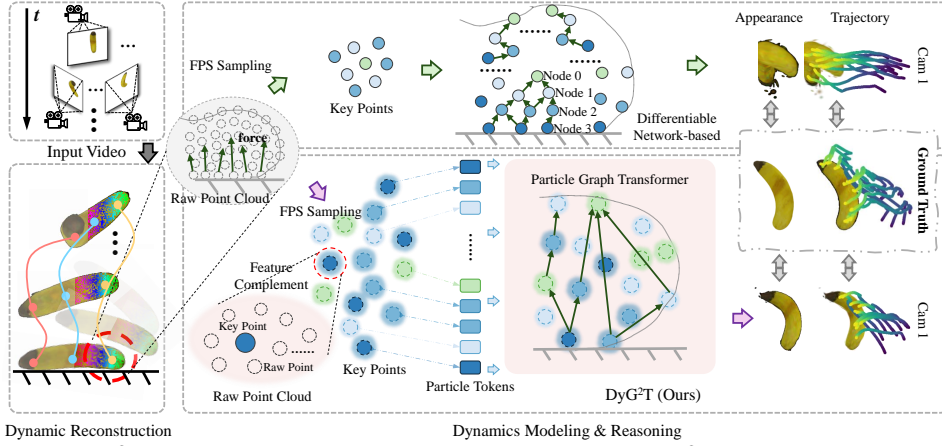 t
Input Video
FPS Sampling
force
Raw Point Cloud
Key Points
Node 0
Node 1
Node 2
Node 3
Differentiable
Network-based
Appearance
Trajectory
Cam 1
Ground Truth
Cam 1
FPS Sampling
Feature
Complement
Key Point
Raw Point
Raw Point Cloud
Key Points
Particle Tokens
Particle Graph Transformer
DyG²T (Ours)
Dynamic Reconstruction
Dynamics Modeling & Reasoning